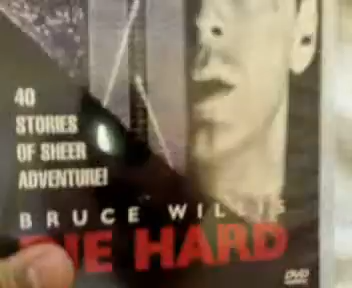 40
STORIES
OF SHEER
ADVENTURE!
BRUCE WILLIS
DIE HARD
DVD